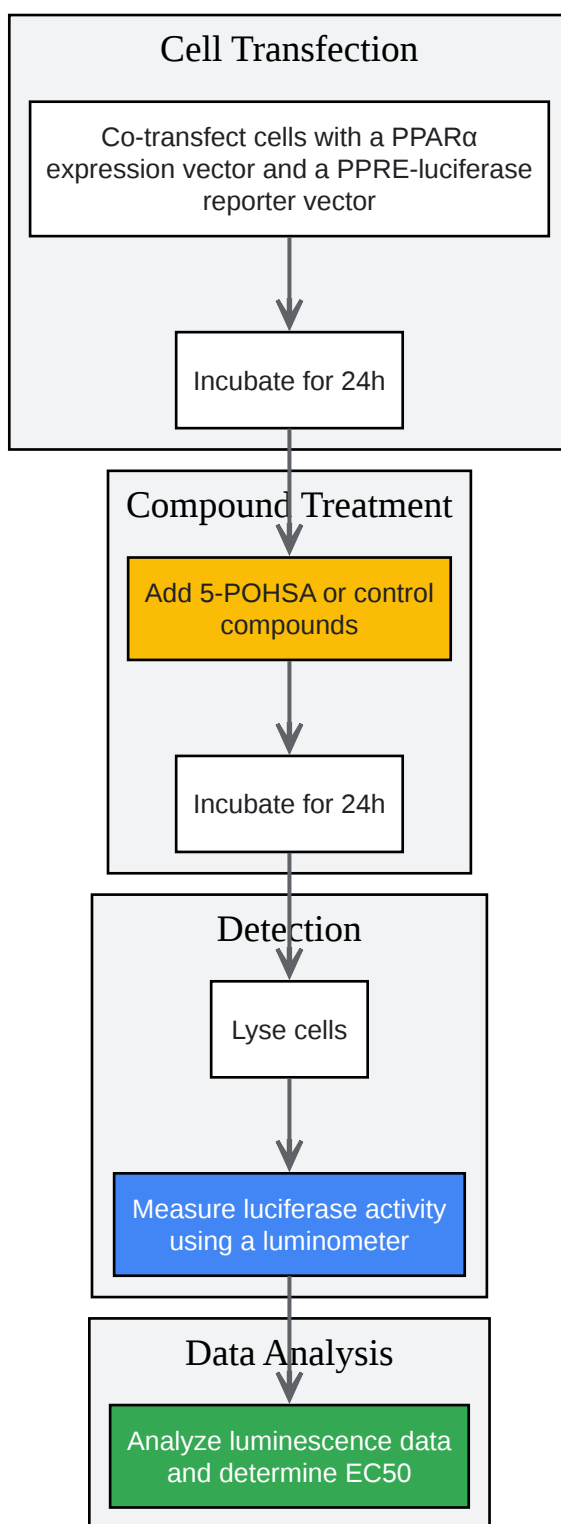 Cell Transfection
Co-transfect cells with a PPARα
expression vector and a PPRE-luciferase
reporter vector
Incubate for 24h
Compound Treatment
Add 5-POHSA or control
compounds
Incubate for 24h
Detection
Lyse cells
Measure luciferase activity
using a luminometer
Data Analysis
Analyze luminescence data
and determine EC50